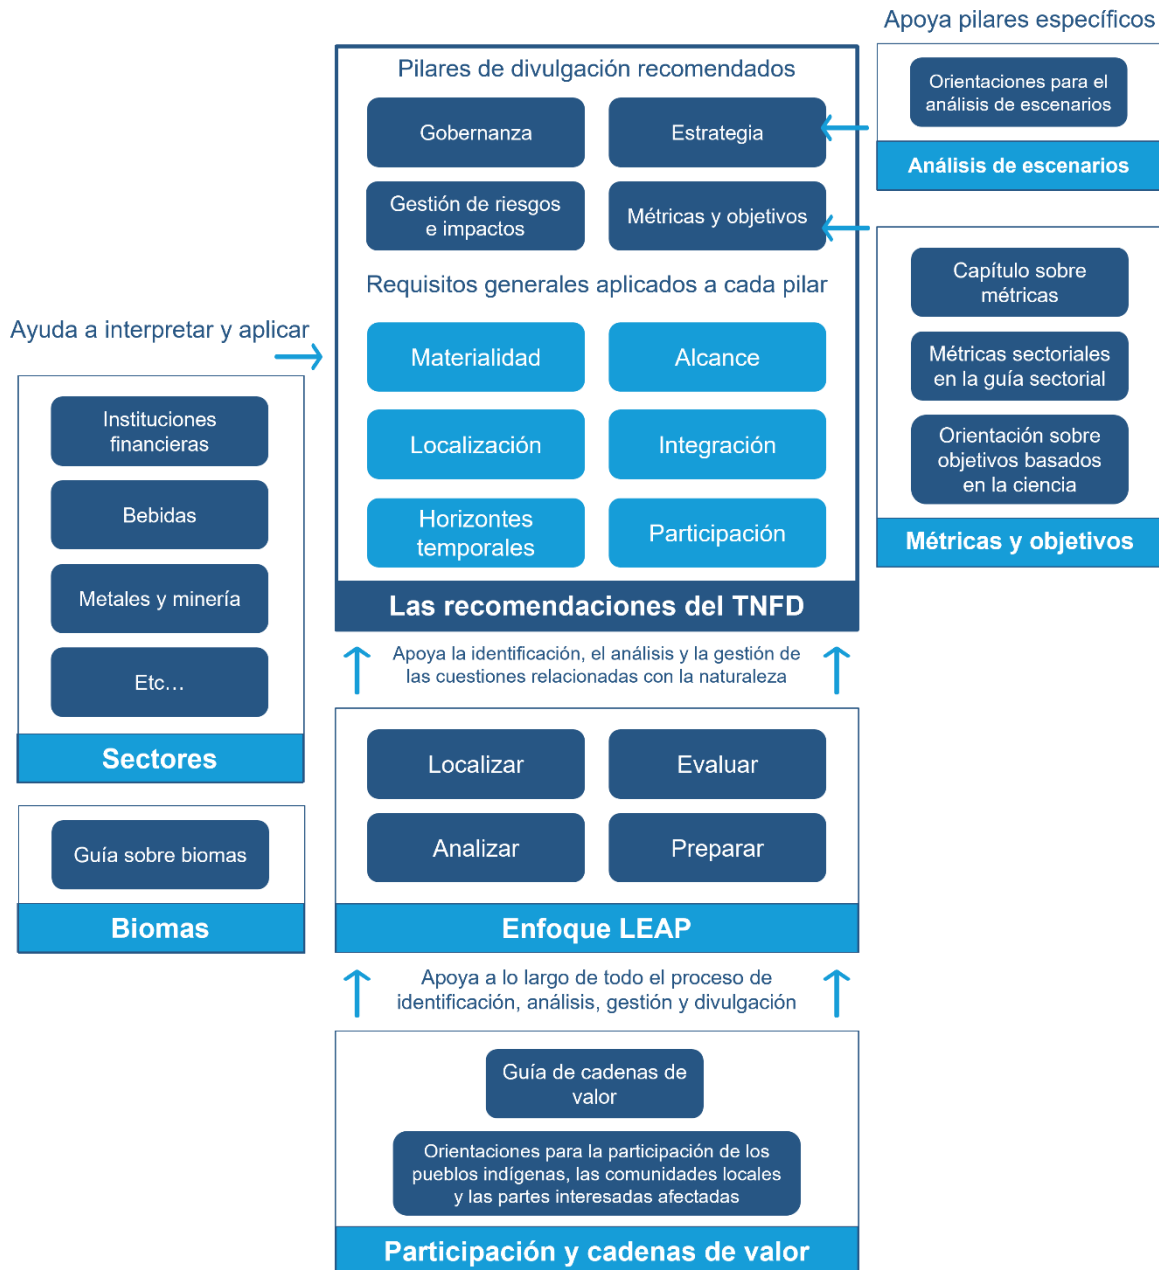 Apoya pilares específicos
Pilares de divulgación recomendados
Gobernanza
Estrategia
Gestión de riesgos
e impactos
Métricas y objetivos
Requisitos generales aplicados a cada pilar
Materialidad
Alcance
Localización
Integración
Horizontes
temporales
Participación
Las recomendaciones del TNFD
Orientaciones para el
análisis de escenarios
Análisis de escenarios
Capítulo sobre
métricas
Métricas sectoriales
en la guía sectorial
Orientación sobre
objetivos basados
en la ciencia
Métricas y objetivos
Ayuda a interpretar y aplicar
Instituciones
financieras
Bebidas
Metales y minería
Etc...
Sectores
Guía sobre biomas
Biomas
Apoya la identificación, el análisis y la gestión de
las cuestiones relacionadas con la naturaleza
Localizar
Evaluar
Analizar
Preparar
Enfoque LEAP
Apoya a lo largo de todo el proceso de
identificación, análisis, gestión y divulgación
Guía de cadenas de
valor
Orientaciones para la participación de los
pueblos indígenas, las comunidades locales
y las partes interesadas afectadas
Participación y cadenas de valor